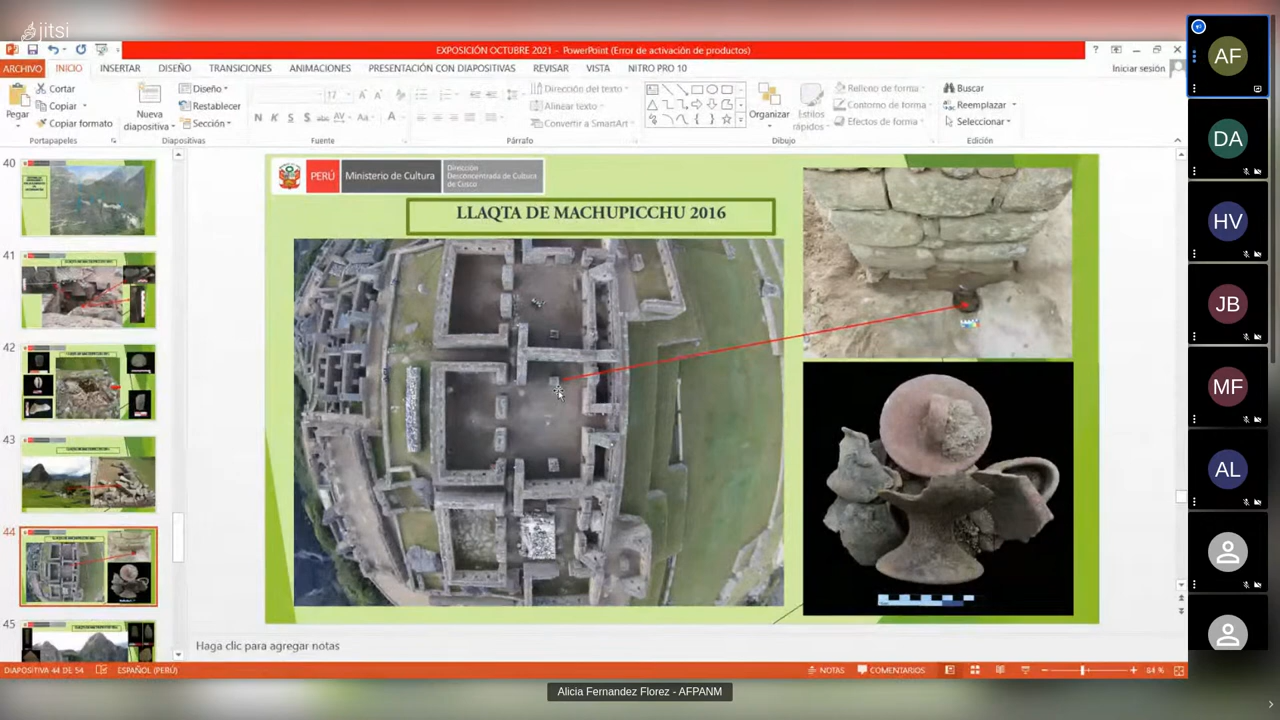 jitsi
EXPOSICIÓN OCTUBRE 2021 - PowerPoint (Error de activación de productos)
ARCHIVO INICIO INSERTAR DISEÑO TRANSICIONES ANIMACIONES PRESENTACIÓN CON DIAPOSITIVAS REVISAR VISTA NITRO PRO 10 Iniciar sesión
Pegar
Cortar
Copiar
Copiar formato
Portapapeles
Nueva diapositiva
Diseño
Restablecer
Sección
Diapositivas
17
N K S abc AV Aa A
Fuente
Dirección del texto
Alinear texto
Convertir a SmartArt
Párrafo
Organizar
Estilos rápidos
Relleno de forma
Contorno de forma
Efectos de forma
Dibujo
Buscar
Reemplazar
Seleccionar
Edición
40
41
42
43
44
45
PERÚ
Ministerio de Cultura
Dirección
Desconcentrada de Cultura
de Cusco
LLAQTA DE MACHUPICCHU 2016
Haga clic para agregar notas
DIAPOSITIVA 44 DE 54 ESPAÑOL (PERÚ) NOTAS COMENTARIOS 64 %
AF
DA
HV
JB
MF
AL
Alicia Fernandez Florez - AFPANM